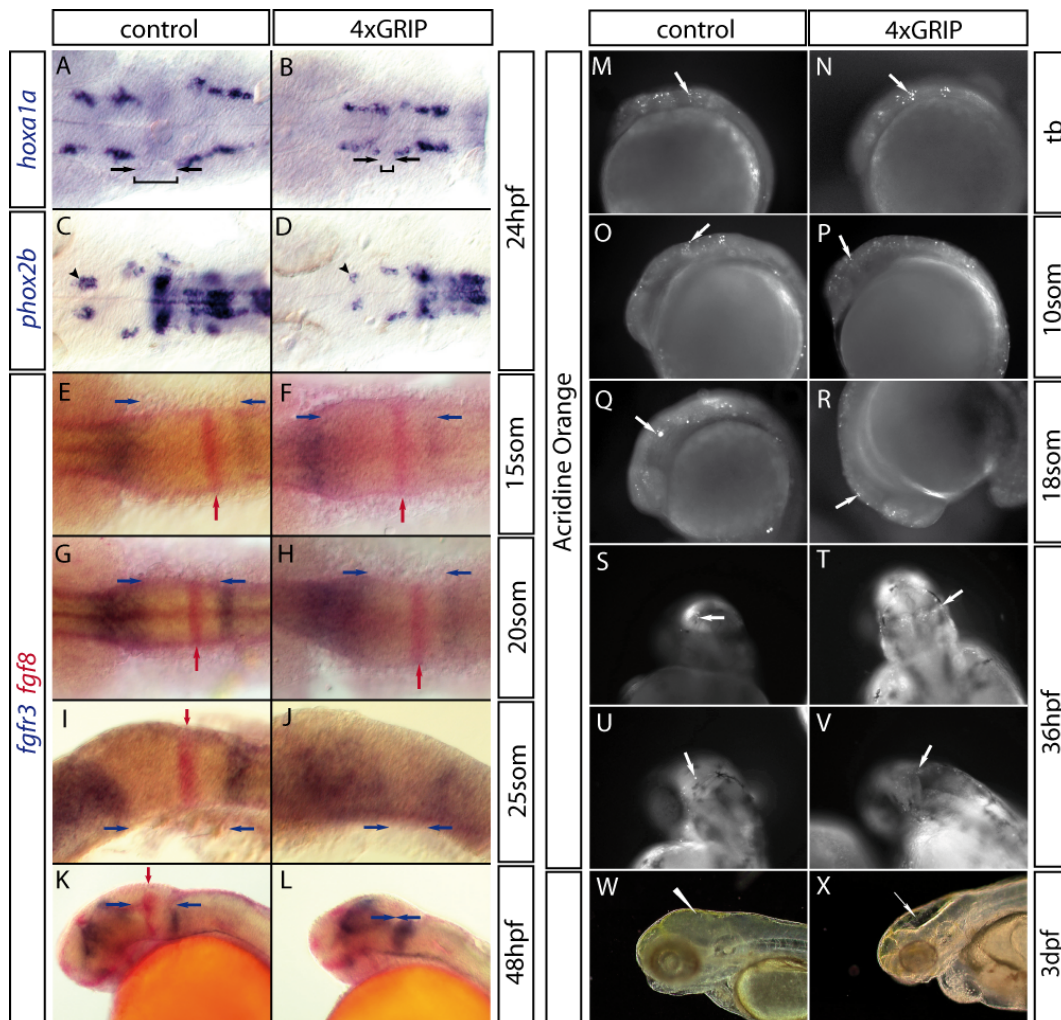 control
4xGRIP
hoxa1a
A
B
24hpf
phox2b
C
D
fgfr3 fgf8
E
F
15som
G
H
20som
I
J
25som
K
L
48hpf
control
4xGRIP
Acridine Orange
M
N
tb
O
P
10som
Q
R
18som
S
T
36hpf
U
V
W
X
3dpf